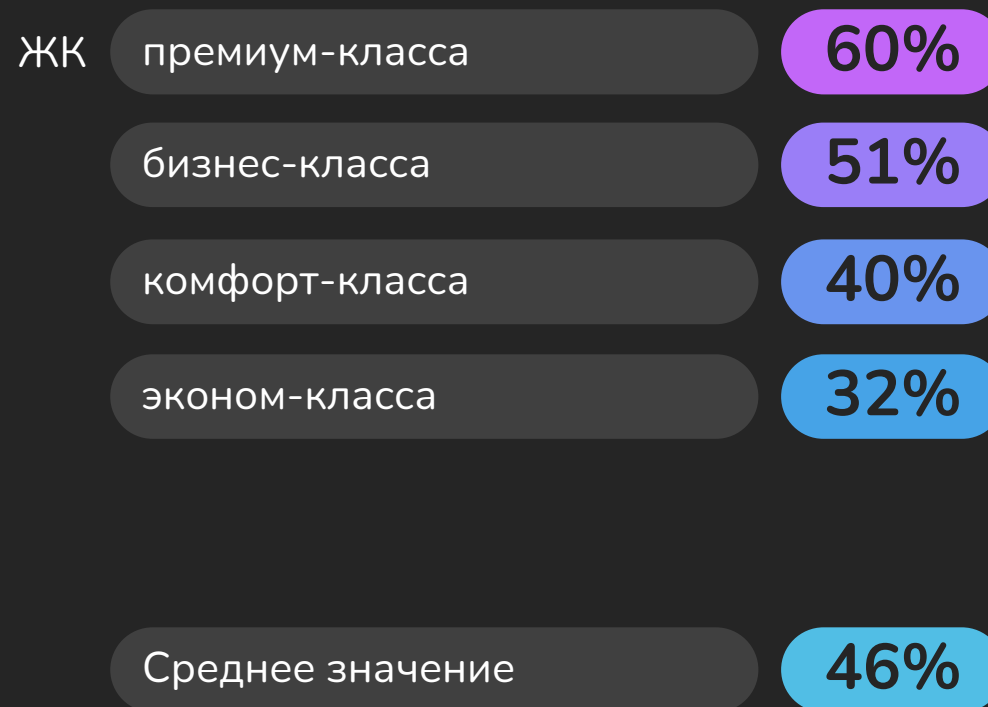 ЖК премиум-класса 60%
бизнес-класса 51%
комфорт-класса 40%
эконом-класса 32%
Среднее значение 46%